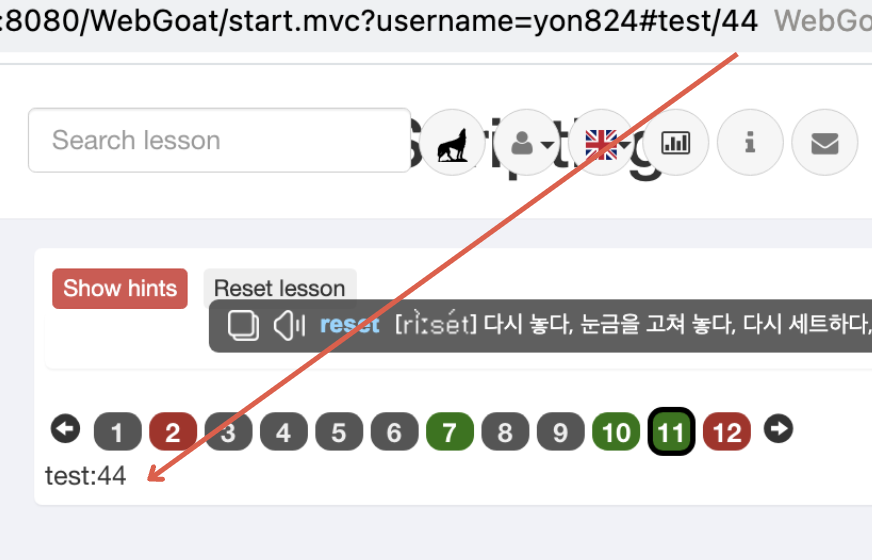 :8080/WebGoat/start.mvc?username=yon824#test/44 WebGo
Search lesson
Show hints Reset lesson
reset [rìːsét] 다시 놓다, 눈금을 고쳐 놓다, 다시 세트하다,
1 2 3 4 5 6 7 8 9 10 11 12
test:44